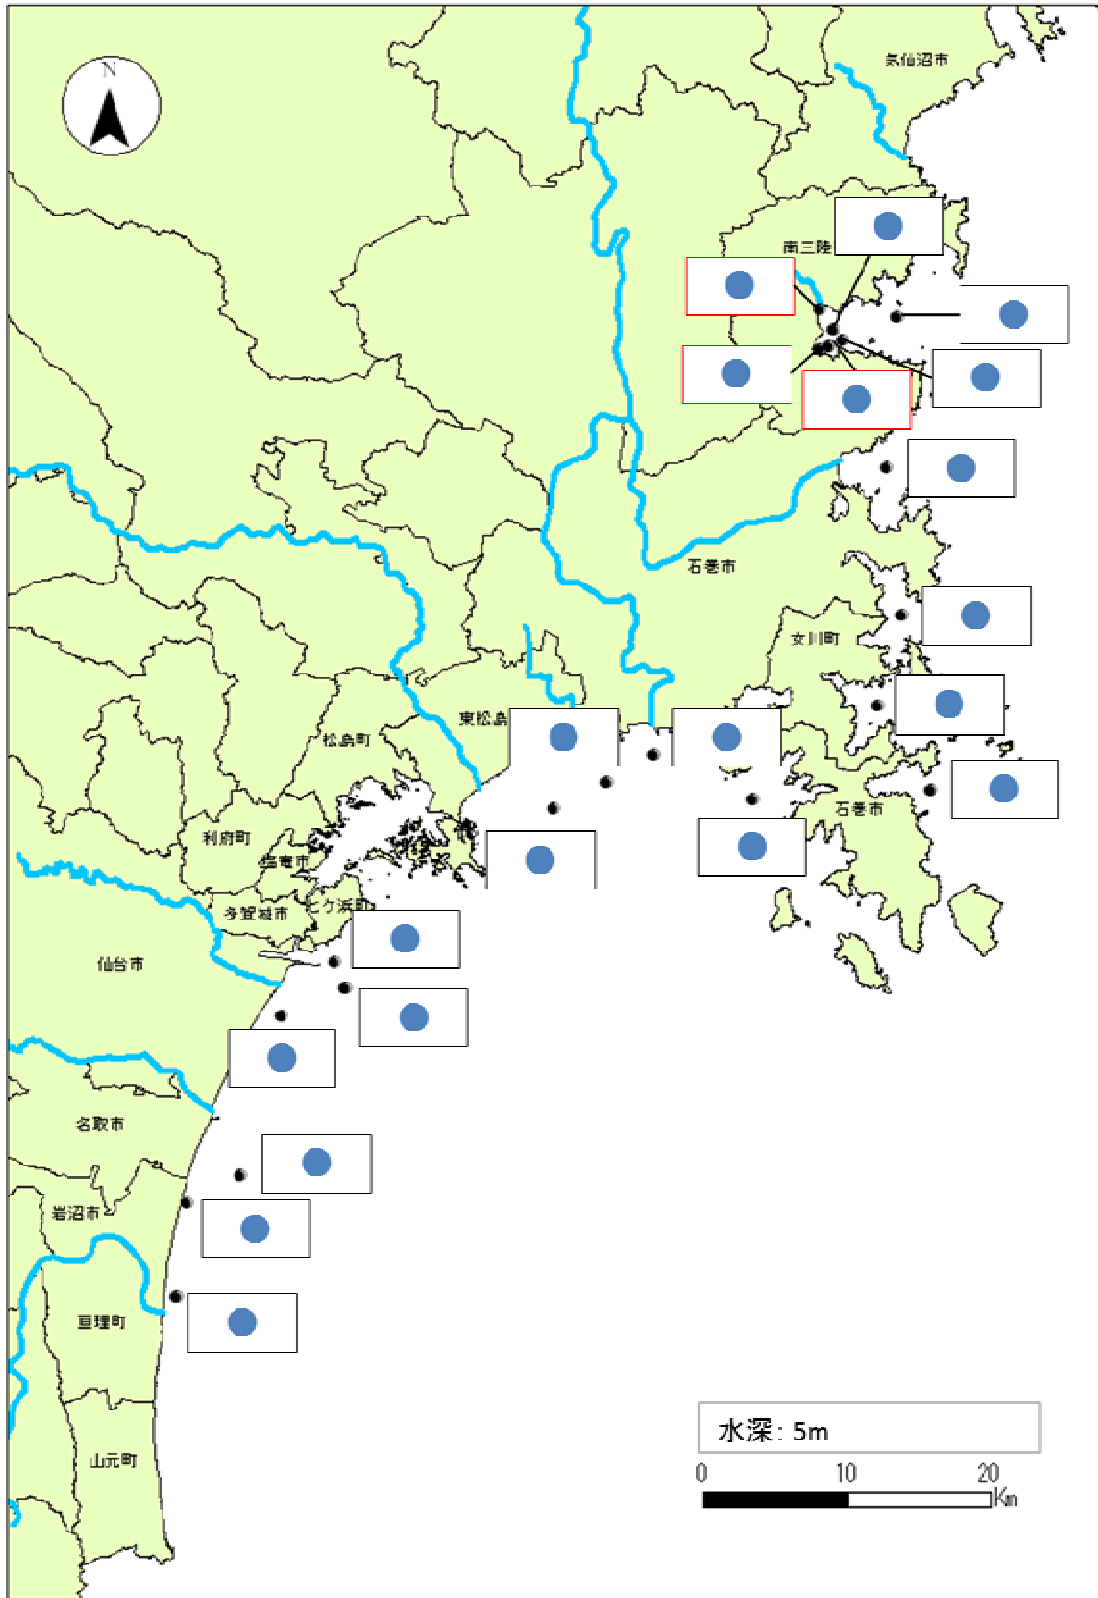 N
気仙沼市
南三陸
石巻市
女川町
東松島
松島町
石巻市
利府町
塩竈市
七ケ浜町
多賀城市
仙台市
名取市
岩沼市
亘理町
水深: 5m
山元町
0 10 20
Km